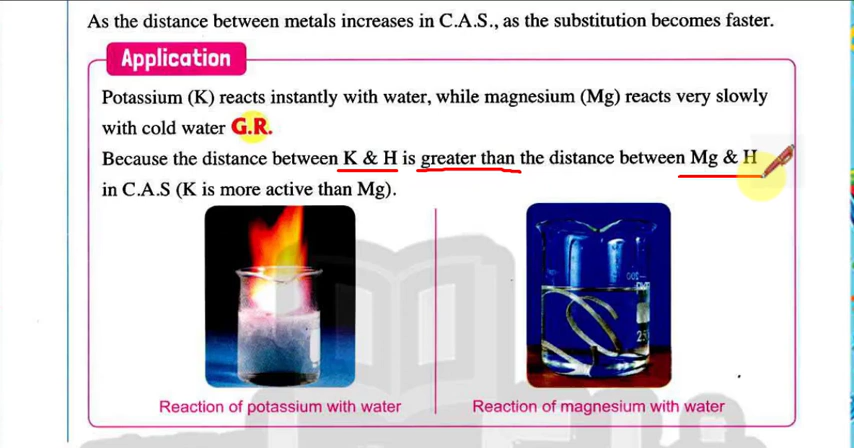 As the distance between metals increases in C.A.S., as the substitution becomes faster.
Application
Potassium (K) reacts instantly with water, while magnesium (Mg) reacts very slowly
with cold water G.R.
Because the distance between K & H is greater than the distance between Mg & H
in C.A.S (K is more active than Mg).
Reaction of potassium with water
Reaction of magnesium with water